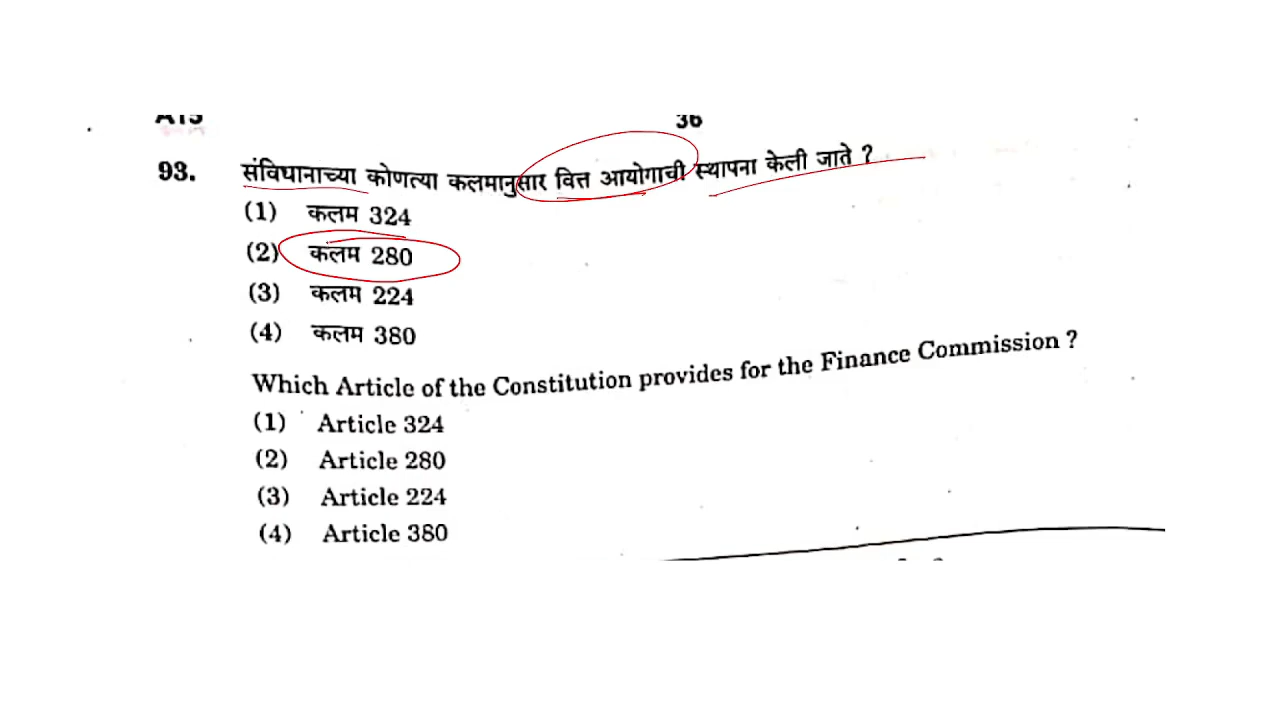 A15 36
93. संविधानाच्या कोणत्या कलमानुसार वित्त आयोगाची स्थापना केली जाते ?
(1) कलम 324
(2) कलम 280
(3) कलम 224
(4) कलम 380
Which Article of the Constitution provides for the Finance Commission ?
(1) Article 324
(2) Article 280
(3) Article 224
(4) Article 380